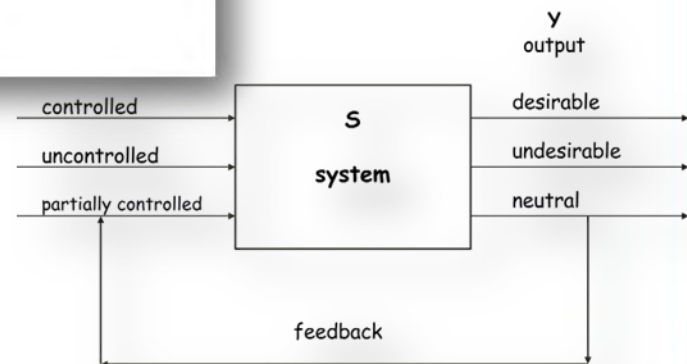 Y
output
controlled
desirable
S
uncontrolled
undesirable
system
partially controlled
neutral
feedback